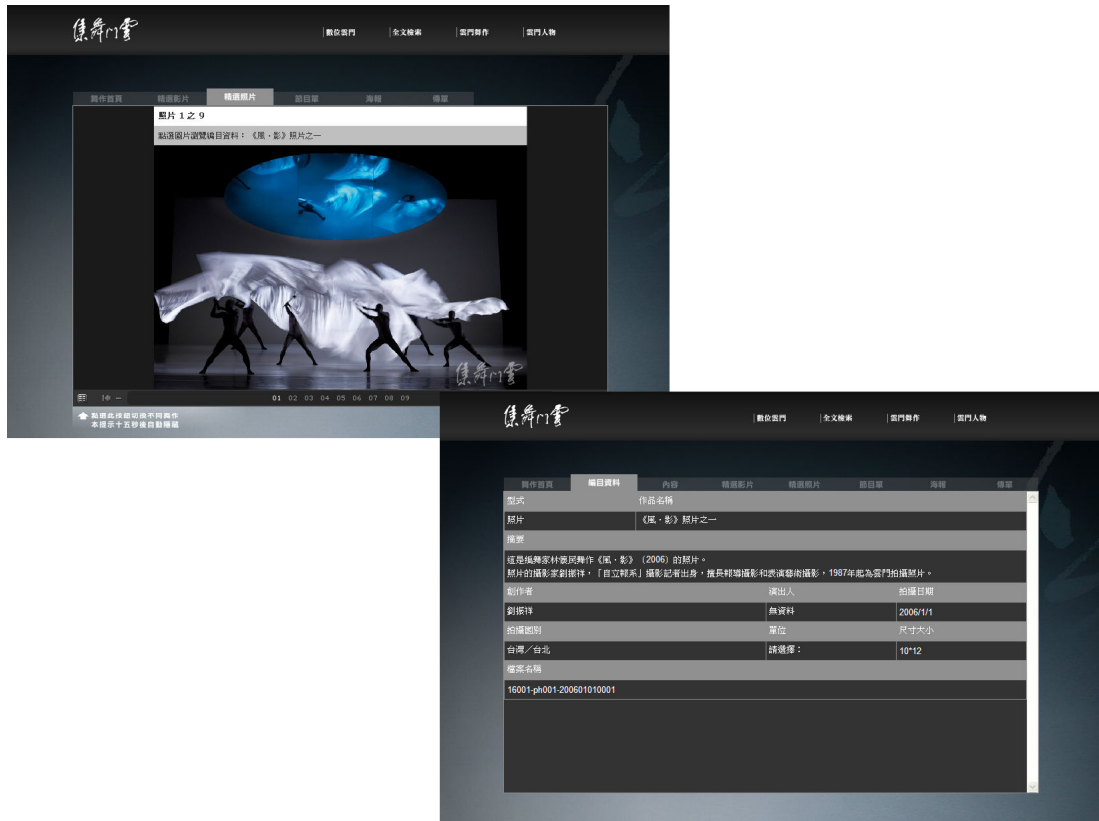 雲門舞集
數位雲門
全文檢索
雲門舞作
雲門人物
舞作首頁
精選影片
精選照片
節目單
海報
傳單
照片 1 之 9
點選圖片瀏覽編目資料：《風‧影》照片之一
雲門舞集
01 02 03 04 05 06 07 08 09
點選此按鈕切換不同舞作
本提示十五秒後自動隱藏
雲門舞集
數位雲門
全文檢索
雲門舞作
雲門人物
舞作首頁
編目資料
內容
精選影片
精選照片
節目單
海報
傳單
型式
作品名稱
照片
《風‧影》照片之一
摘要
這是編舞家林懷民舞作《風‧影》（2006）的照片。
照片的攝影家劉振祥，「自立報系」攝影記者出身，擅長報導攝影和表演藝術攝影，1987年起為雲門拍攝照片。
創作者
演出人
拍攝日期
劉振祥
無資料
2006/1/1
拍攝國別
單位
尺寸大小
台灣／台北
請選擇：
10*12
檔案名稱
16001-ph001-200601010001